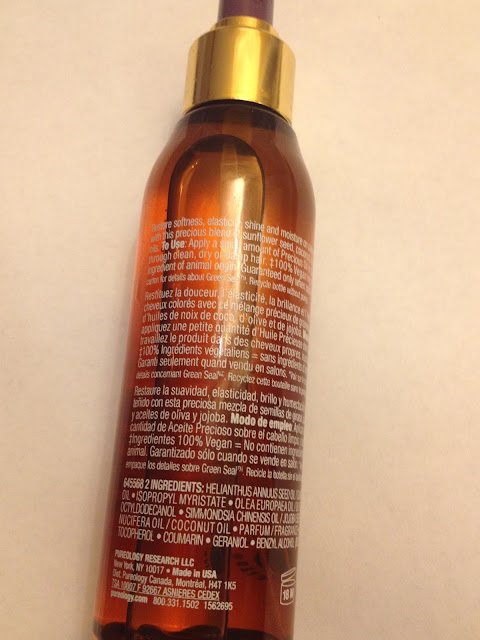 Restore softness, elasticity, shine and moisture
with this precious blend of sunflower seed,
To Use: Apply a small amount of
through clean, dry or damp hair. ‡100% Vegan
ingredient of animal origin. Guaranteed only when
carton for details about Green Seal™. Recycle bottle
Restituez la douceur, l'élasticité, la brillance et
cheveux colorés avec ce mélange précieux de
d'huiles de noix de coco, d'olive et de jojoba.
appliquez une petite quantité d'Huile Précieuse
travaillez le produit dans des cheveux propres,
‡100% Ingrédients végétaliens = sans ingrédient
Garanti seulement quand vendu en salons,
détails concernant Green Seal™. Recyclez cette bouteille
Restaure la suavidad, elasticidad, brillo y
teñido con esta preciosa mezcla de semillas de
y aceites de oliva y jojoba. Modo de empleo
cantidad de Aceite Precioso sobre el cabello limpio,
‡Ingredientes 100% Vegan = No contienen
animal. Garantizado sólo cuando se vende en
empaque los detalles sobre Green Seal™. Recicle la botella
645568 2 INGREDIENTS: HELIANTHUS ANNUUS SEED OIL
OIL • ISOPROPYL MYRISTATE • OLEA EUROPAEA OIL
OCTYLDODECANOL • SIMMONDSIA CHINENSIS OIL
NUCIFERA OIL / COCONUT OIL • PARFUM / FRAGRANCE
TOCOPHEROL • COUMARIN • GERANIOL • BENZYL ALCOHOL
PUREOLOGY RESEARCH LLC
New York, NY 10017 • Made in USA
Dist. Pureology Canada, Montréal, H4T 1K5
TSA 10007 F 92667 ASNIERES CEDEX
pureology.com 800.331.1502 1562695
18 M